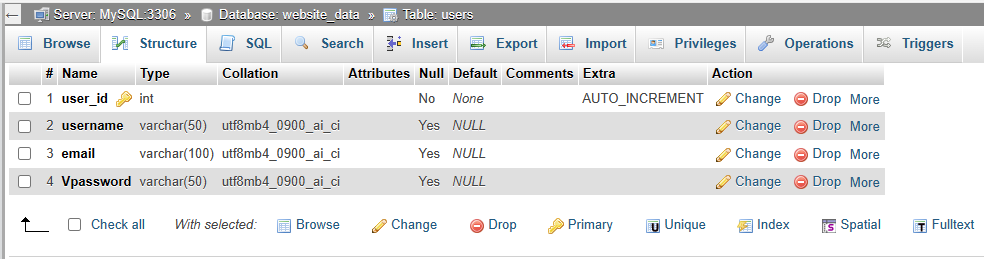 Server: MySQL:3306 » Database: website_data » Table: users
Browse Structure SQL Search Insert Export Import Privileges Operations Triggers
# Name Type Collation Attributes Null Default Comments Extra Action
1 user_id int No None AUTO_INCREMENT Change Drop More
2 username varchar(50) utf8mb4_0900_ai_ci Yes NULL Change Drop More
3 email varchar(100) utf8mb4_0900_ai_ci Yes NULL Change Drop More
4 Vpassword varchar(50) utf8mb4_0900_ai_ci Yes NULL Change Drop More
Check all With selected: Browse Change Drop Primary Unique Index Spatial Fulltext